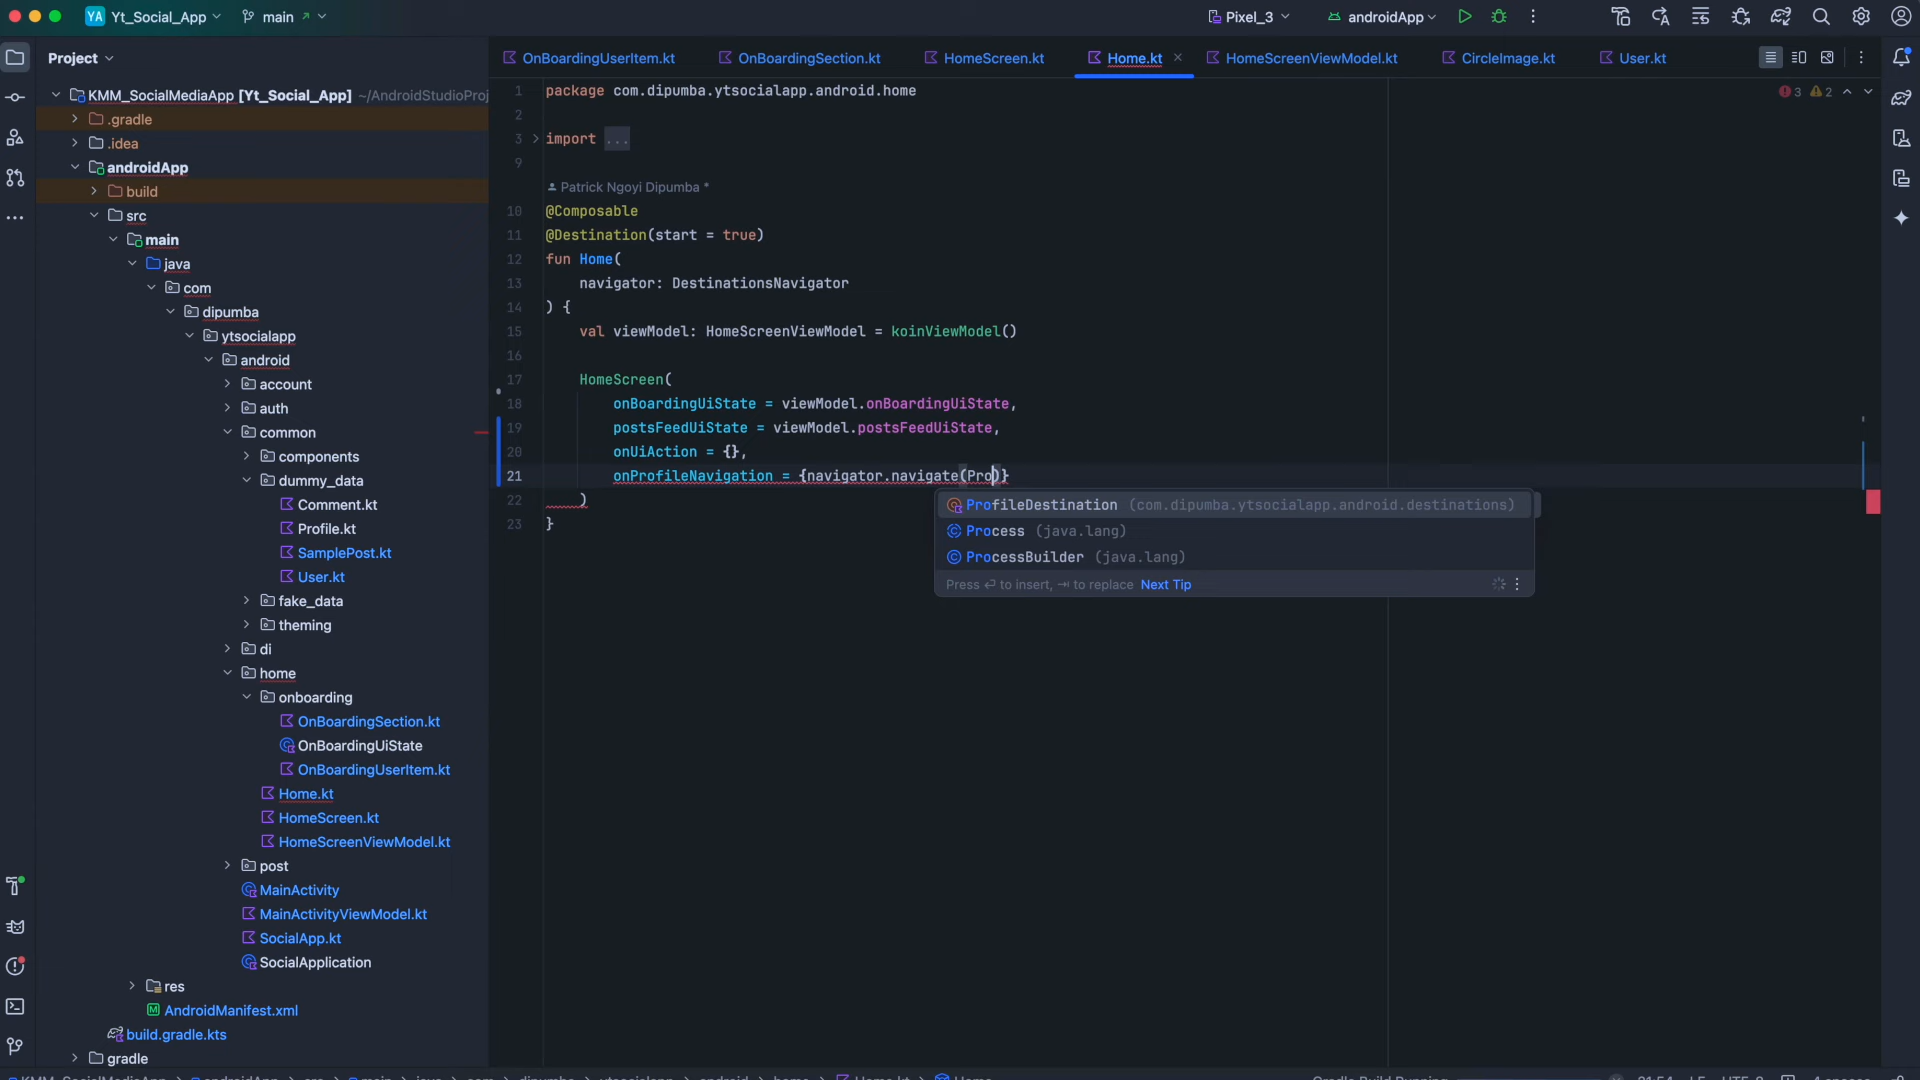 YA Yt_Social_App main Pixel_3 androidApp
Project
OnBoardingUserItem.kt OnBoardingSection.kt HomeScreen.kt Home.kt HomeScreenViewModel.kt CircleImage.kt User.kt
KMM_SocialMediaApp [Yt_Social_App] ~/AndroidStudioProj
.gradle
.idea
androidApp
build
src
main
java
com
dipumba
ytsocialapp
android
account
auth
common
components
dummy_data
Comment.kt
Profile.kt
SamplePost.kt
User.kt
fake_data
theming
di
home
onboarding
OnBoardingSection.kt
OnBoardingUiState
OnBoardingUserItem.kt
Home.kt
HomeScreen.kt
HomeScreenViewModel.kt
post
MainActivity
MainActivityViewModel.kt
SocialApp.kt
SocialApplication
res
AndroidManifest.xml
build.gradle.kts
gradle
1 package com.dipumba.ytsocialapp.android.home
3 2
2
3 import ...
9
Patrick Ngoyi Dipumba *
10 @Composable
11 @Destination(start = true)
12 fun Home(
13 navigator: DestinationsNavigator
14 ) {
15 val viewModel: HomeScreenViewModel = koinViewModel()
16
17 HomeScreen(
18 onBoardingUiState = viewModel.onBoardingUiState,
19 postsFeedUiState = viewModel.postsFeedUiState,
20 onUiAction = {},
21 onProfileNavigation = {navigator.navigate(Pro)}
22 )
23 }
ProfileDestination (com.dipumba.ytsocialapp.android.destinations)
Process (java.lang)
ProcessBuilder (java.lang)
Press ↩ to insert, ⇥ to replace Next Tip